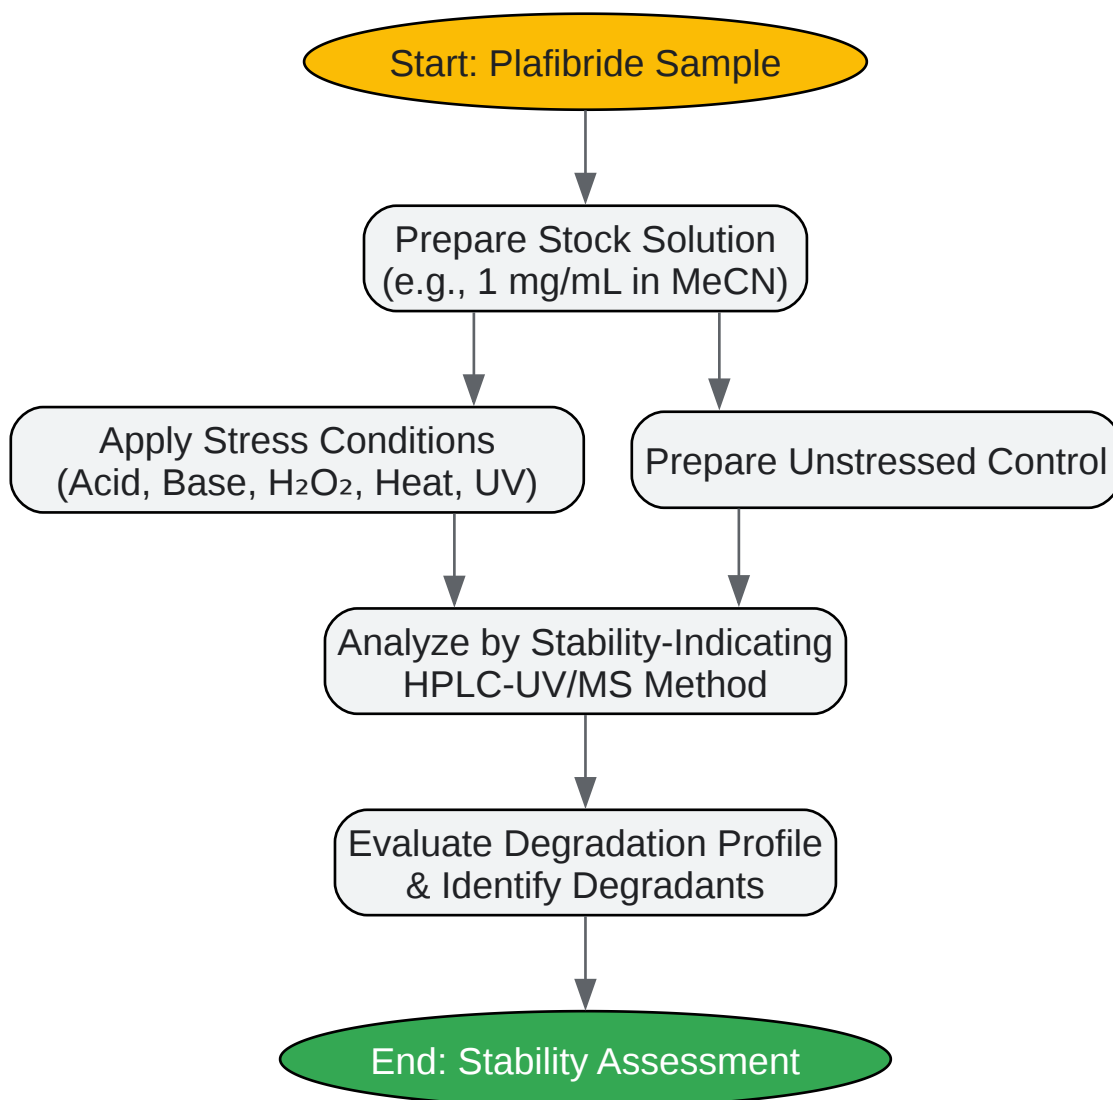 Start: Plafibride Sample
Prepare Stock Solution
(e.g., 1 mg/mL in MeCN)
Apply Stress Conditions
(Acid, Base, H₂O₂, Heat, UV)
Prepare Unstressed Control
Analyze by Stability-Indicating
HPLC-UV/MS Method
Evaluate Degradation Profile
& Identify Degradants
End: Stability Assessment